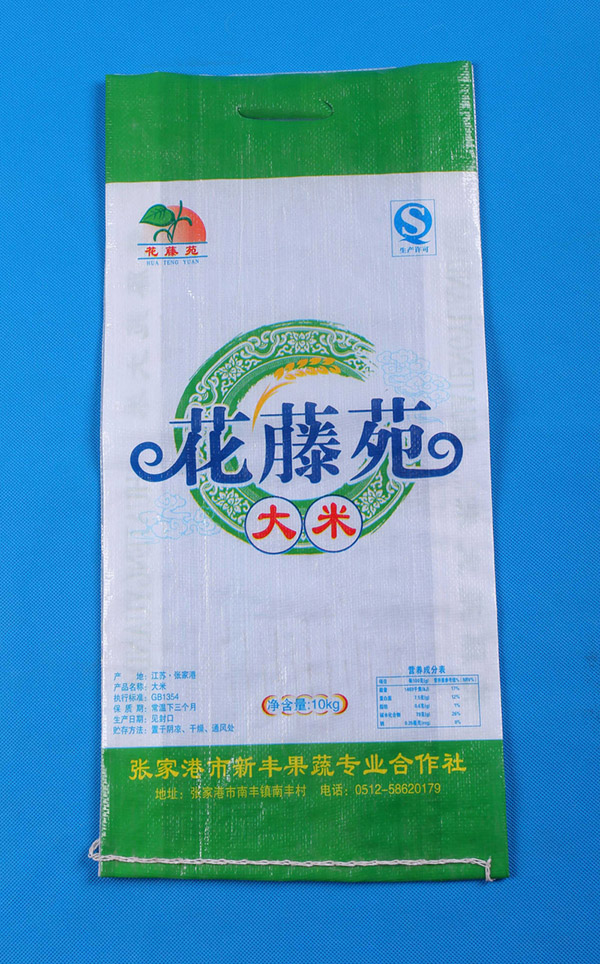 花藤苑
HUA TENG YUAN
生产许可
花藤苑
大米
产 地: 江苏·张家港
产品名称: 大米
执行标准: GB1354
保 质 期: 常温下三个月
生产日期: 见封口
贮存方法: 置于阴凉、干燥、通风处
净含量:10kg
营养成分表
张家港市新丰果蔬专业合作社
地址: 张家港市南丰镇南丰村 电话: 0512-58620179